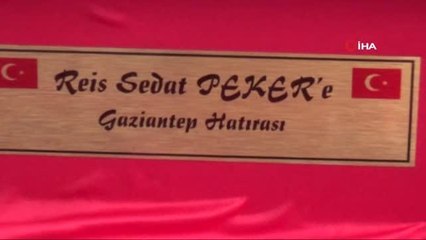 İHA
Reis Sedat PEKER'e
Gaziantep Hatırası